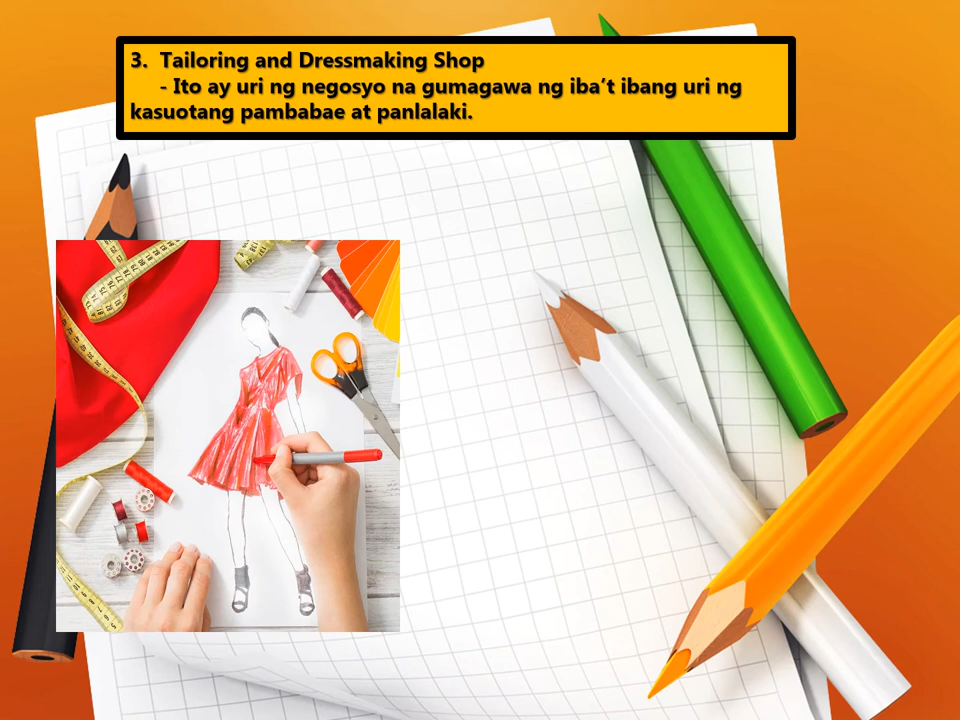 3. Tailoring and Dressmaking Shop
- Ito ay uri ng negosyo na gumagawa ng iba't ibang uri ng
kasuotang pambabae at panlalaki.